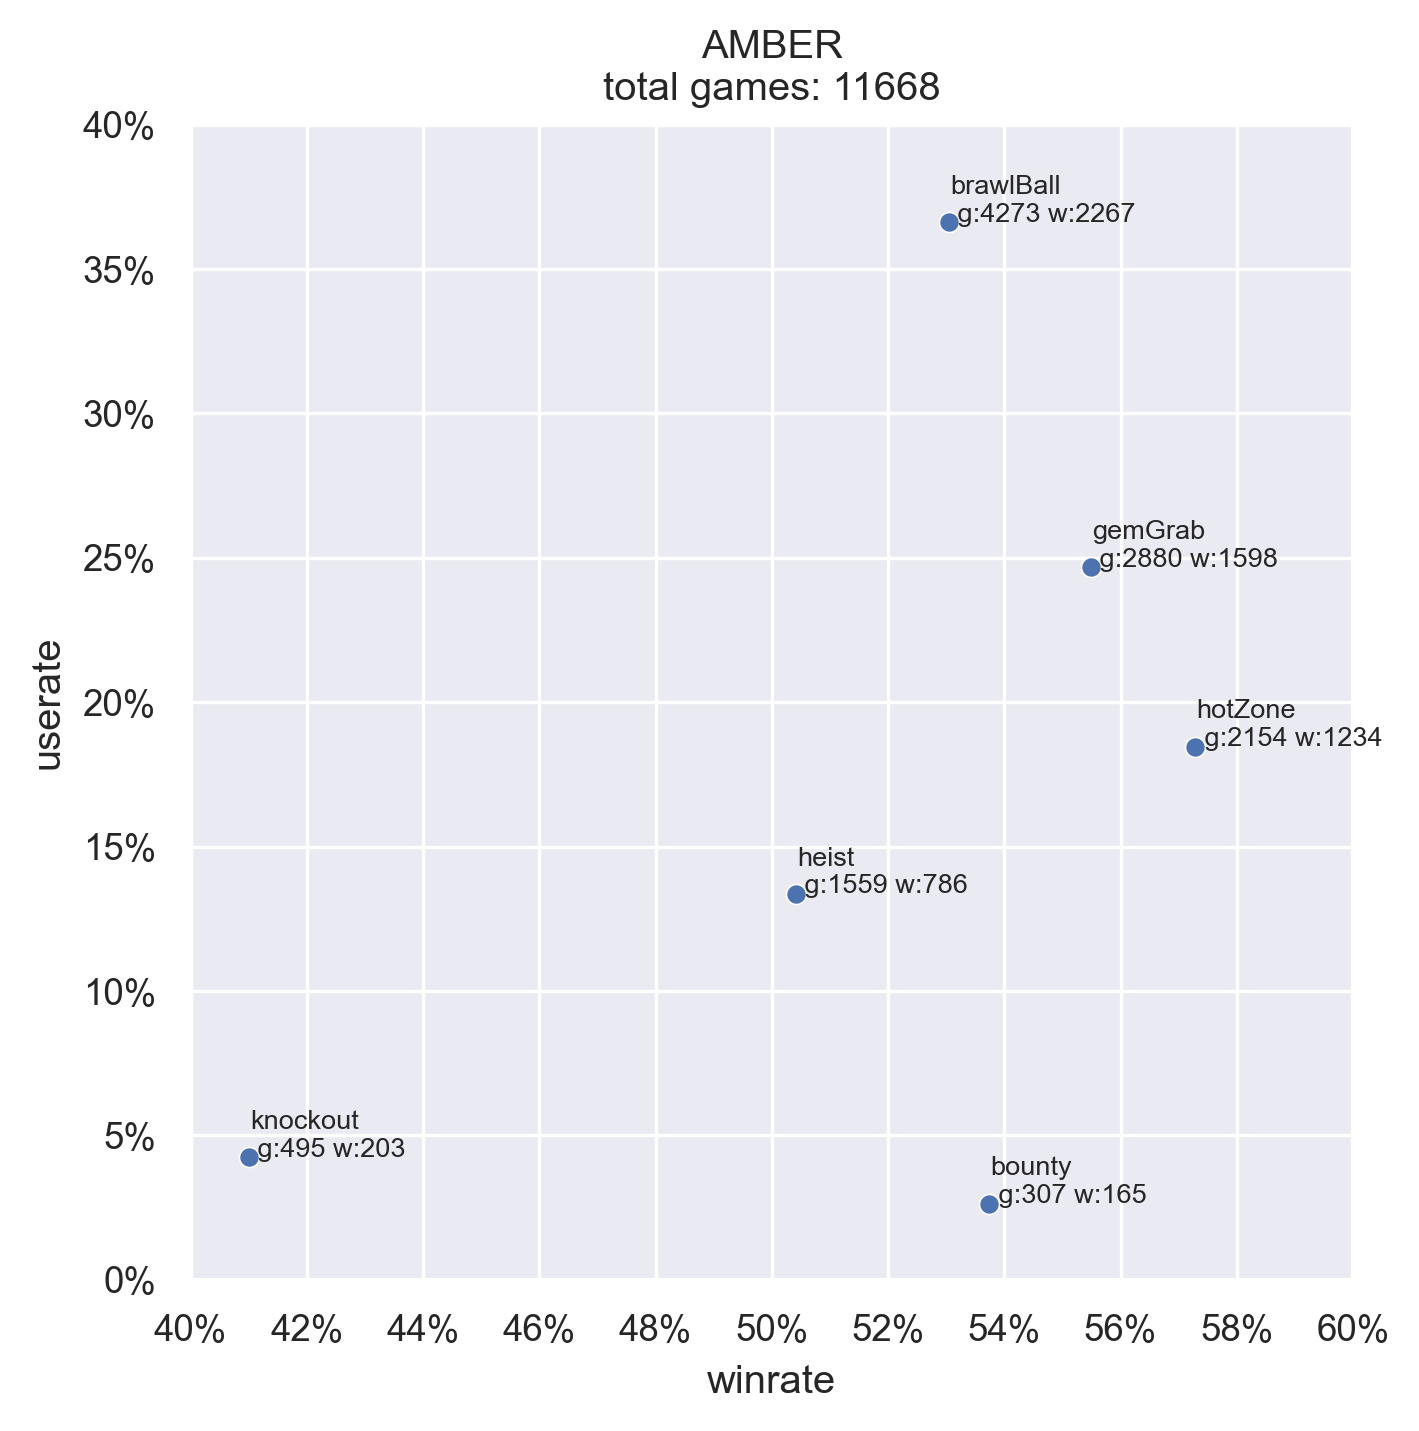 AMBER
total games: 11668
40%
35%
30%
25%
20%
15%
10%
5%
0%
userate
brawlBall
g:4273 w:2267
gemGrab
g:2880 w:1598
hotZone
g:2154 w:1234
heist
g:1559 w:786
knockout
g:495 w:203
bounty
g:307 w:165
40% 42% 44% 46% 48% 50% 52% 54% 56% 58% 60%
winrate